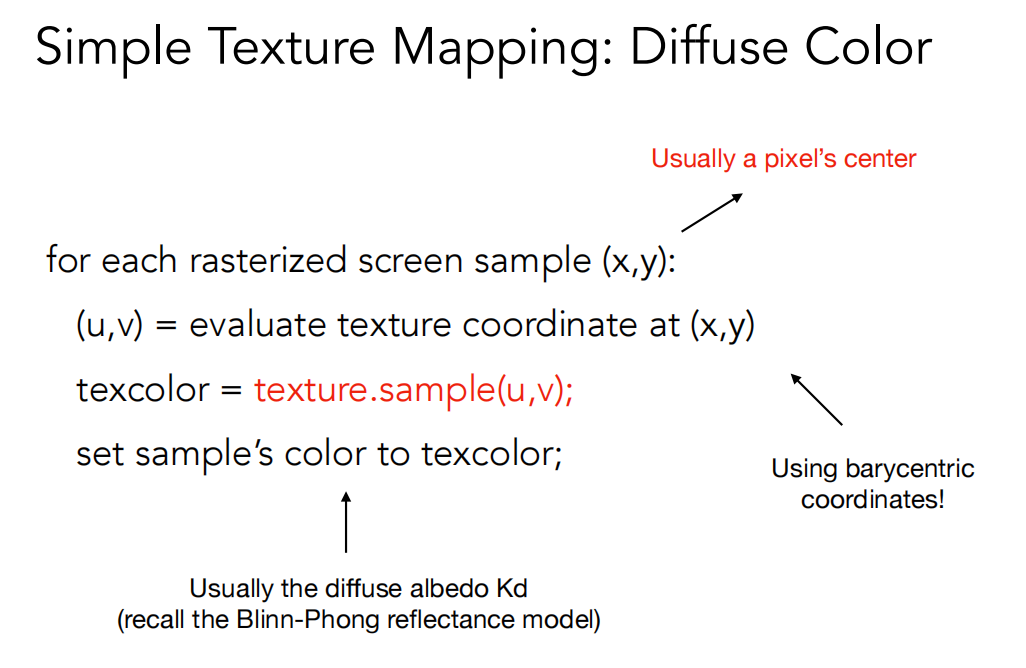 Simple Texture Mapping: Diffuse Color
Usually a pixel's center
for each rasterized screen sample (x,y):
(u,v) = evaluate texture coordinate at (x,y)
texcolor = texture.sample(u,v);
set sample's color to texcolor;
Using barycentric
coordinates!
Usually the diffuse albedo Kd
(recall the Blinn-Phong reflectance model)